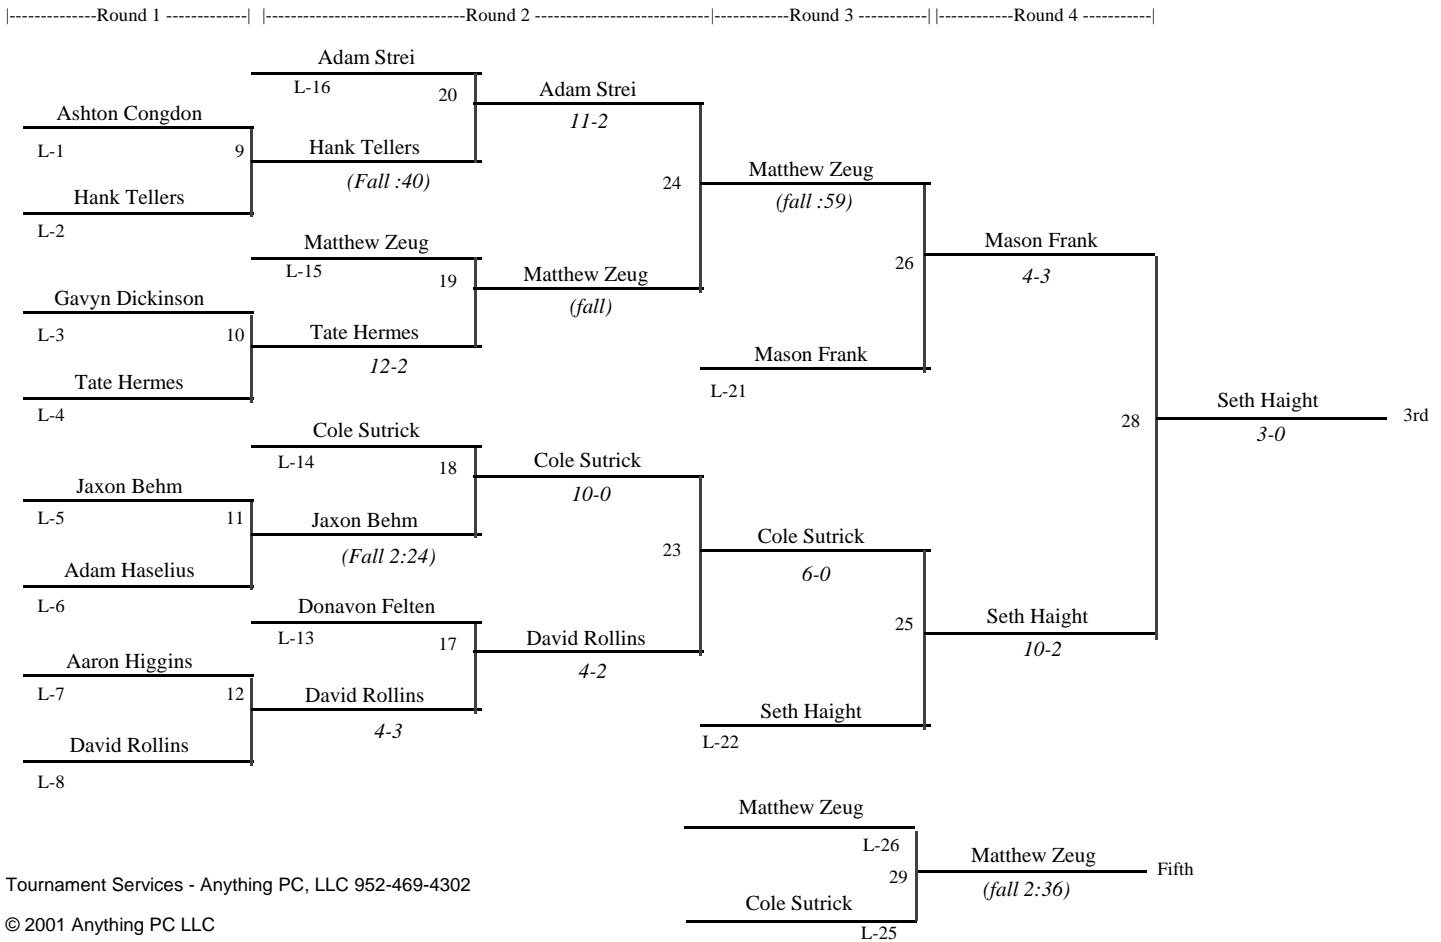 |-------------Round 1 -------------| |------------------------------Round 2 --------------------------|------------Round 3 -----------| |------------Round 4 -----------|
Adam Strei
L-16
20
Adam Strei
11-2
Ashton Congdon
L-1
9
Hank Tellers
(Fall :40)
Hank Tellers
L-2
24
Matthew Zeug
(fall :59)
Matthew Zeug
L-15
19
Matthew Zeug
(fall)
Gavyn Dickinson
L-3
10
Tate Hermes
12-2
Tate Hermes
L-4
26
Mason Frank
4-3
Mason Frank
L-21
28
Seth Haight
3-0
3rd
Cole Sutrick
L-14
18
Cole Sutrick
10-0
Jaxon Behm
L-5
11
Jaxon Behm
(Fall 2:24)
Adam Haselius
L-6
23
Cole Sutrick
6-0
Donavon Felten
L-13
17
David Rollins
4-2
Aaron Higgins
L-7
12
David Rollins
4-3
David Rollins
L-8
25
Seth Haight
10-2
Seth Haight
L-22
Matthew Zeug
L-26
29
Matthew Zeug
(fall 2:36)
Fifth
Cole Sutrick
L-25
Tournament Services - Anything PC, LLC 952-469-4302
© 2001 Anything PC LLC